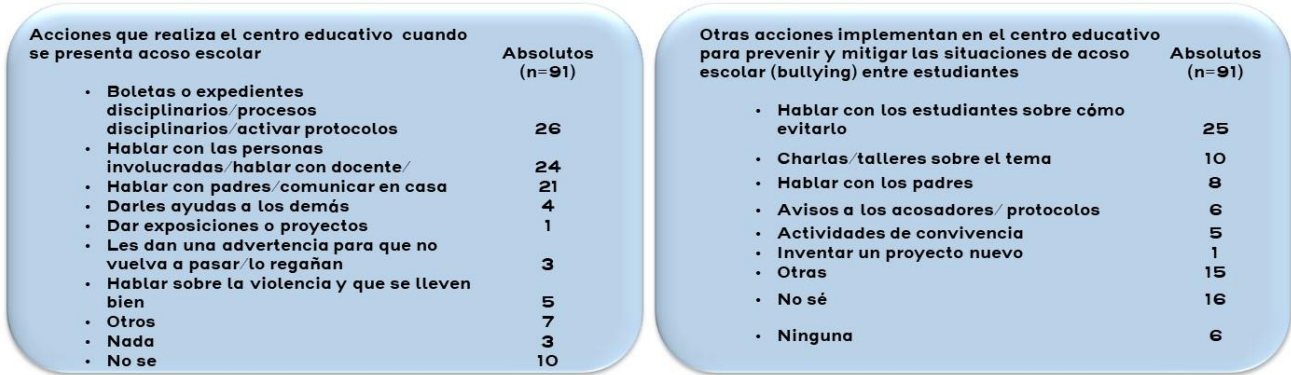 Acciones que realiza el centro educativo cuando
se presenta acoso escolar
Absolutos
(n=91)
• Boletas o expedientes
disciplinarios/procesos
disciplinarios/activar protocolos 26
• Hablar con las personas
involucradas/hablar con docente/ 24
• Hablar con padres/comunicar en casa 21
• Darles ayudas a los demás 4
• Dar exposiciones o proyectos 1
• Les dan una advertencia para que no
vuelva a pasar/lo regañan 3
• Hablar sobre la violencia y que se lleven
bien 5
• Otros 7
• Nada 3
• No se 10
Otras acciones implementan en el centro educativo
para prevenir y mitigar las situaciones de acoso
escolar (bullying) entre estudiantes
Absolutos
(n=91)
• Hablar con los estudiantes sobre cómo
evitarlo 25
• Charlas/talleres sobre el tema 10
• Hablar con los padres 8
• Avisos a los acosadores/ protocolos 6
• Actividades de convivencia 5
• Inventar un proyecto nuevo 1
• Otras 15
• No sé 16
• Ninguna 6